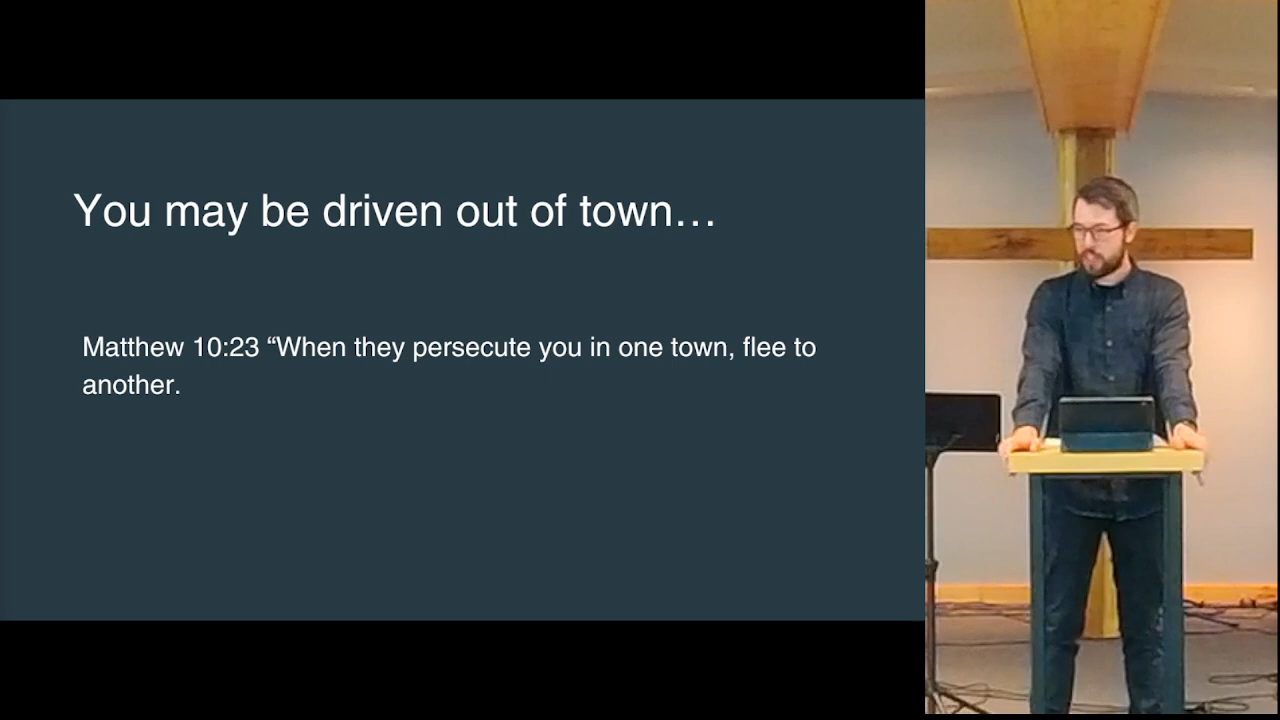 You may be driven out of town…
Matthew 10:23 “When they persecute you in one town, flee to
another.